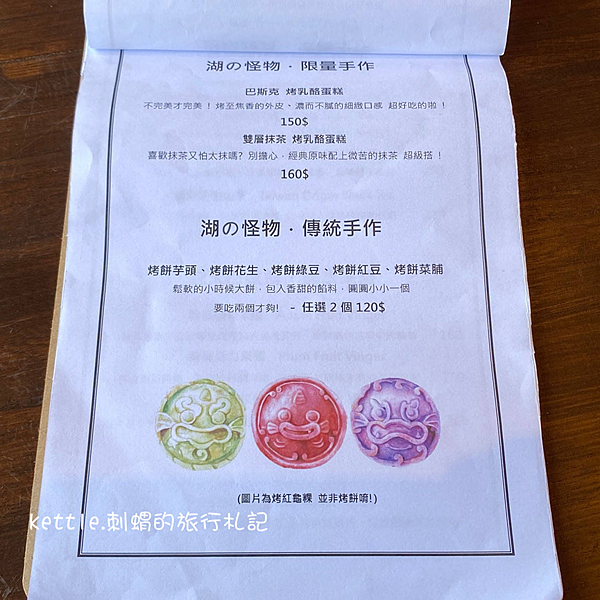 湖の怪物．限量手作
巴斯克 烤乳酪蛋糕
不完美才完美！烤至焦香的外皮、濃而不膩的細緻口感 超好吃的啦！
150$
雙層抹茶 烤乳酪蛋糕
喜歡抹茶又怕太抹嗎? 別擔心，經典原味配上微苦的抹茶 超級搭！
160$
湖の怪物．傳統手作
烤餅芋頭、烤餅花生、烤餅綠豆、烤餅紅豆、烤餅菜脯
鬆軟的小時候大餅，包入香甜的餡料，圓圓小小一個
要吃兩個才夠! - 任選 2 個 120$
(圖片為烤紅龜粿 並非烤餅唷!)
kettle.刺蝟的旅行札記